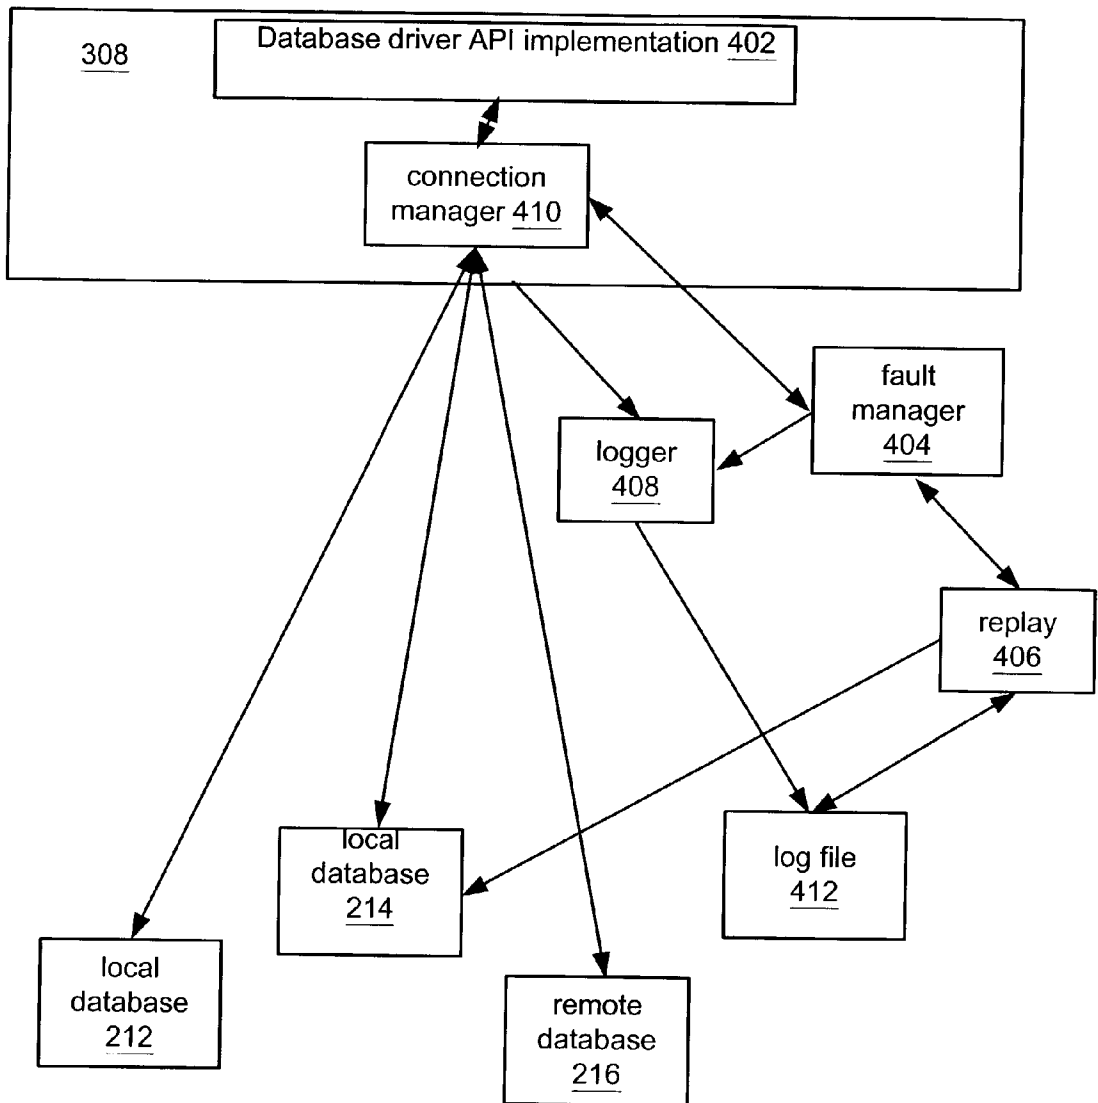 Database driver API implementation 402
308
connection
manager 410
fault
manager
404
logger
408
replay
406
local
database
214
log file
412
local
database
212
remote
database
216